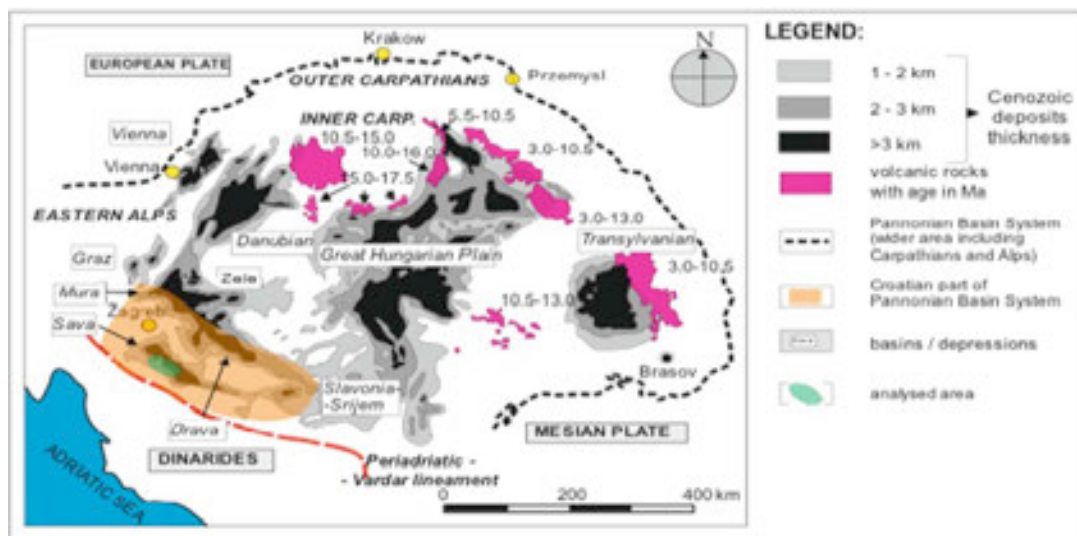 Krakow
N
EUROPEAN PLATE
OUTER CARPATHIANS
Przemysl
INNER CARP.
5.5-10.5
Vienna
10.5-15.0
10.0-16.0
3.0-10.5
Vienna
15.0-17.5
EASTERN ALPS
3.0-13.0
Danubian
Great Hungarian Plain
Transylvanian
Graz
Zala
3.0-10.5
Mura
10.5-13.0
Zagreb
Sava
Brasov
Slavonia-
-Srijem
Drava
MESIAN PLATE
DINARIDES
Periadriatic -
- Vardar lineament
ADRIATIC SEA
0 200 400 km
LEGEND:
1 - 2 km
2 - 3 km
>3 km
Cenozoic
deposits
thickness
volcanic rocks
with age in Ma
Pannonian Basin System
(wider area including
Carpathians and Alps)
Croatian part of
Pannonian Basin System
basins / depressions
analysed area